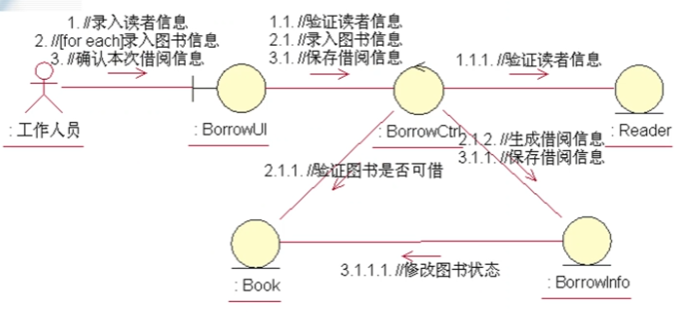 1. //录入读者信息
2. //[for each]录入图书信息
3. //确认本次借阅信息
1.1. //验证读者信息
2.1. //录入图书信息
3.1. //保存借阅信息
1.1.1. //验证读者信息
: 工作人员
: BorrowUI
: BorrowCtrl
: Reader
2.1.2. //生成借阅信息
3.1.1. //保存借阅信息
2.1.1. //验证图书是否可借
3.1.1.1. //修改图书状态
: Book
: BorrowInfo